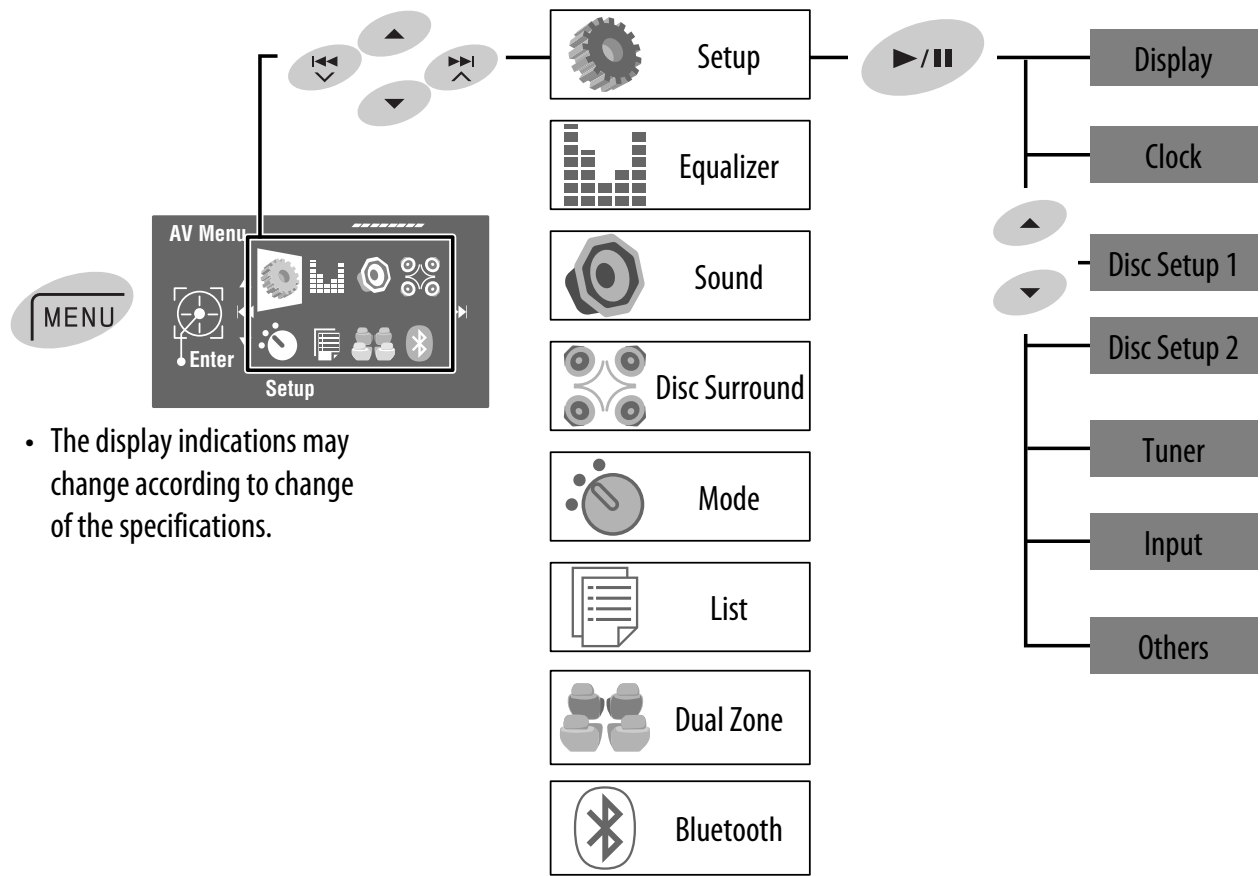 MENU
AV Menu
Enter
Setup
• The display indications may
change according to change
of the specifications.
Setup
Equalizer
Sound
Disc Surround
Mode
List
Dual Zone
Bluetooth
Display
Clock
Disc Setup 1
Disc Setup 2
Tuner
Input
Others